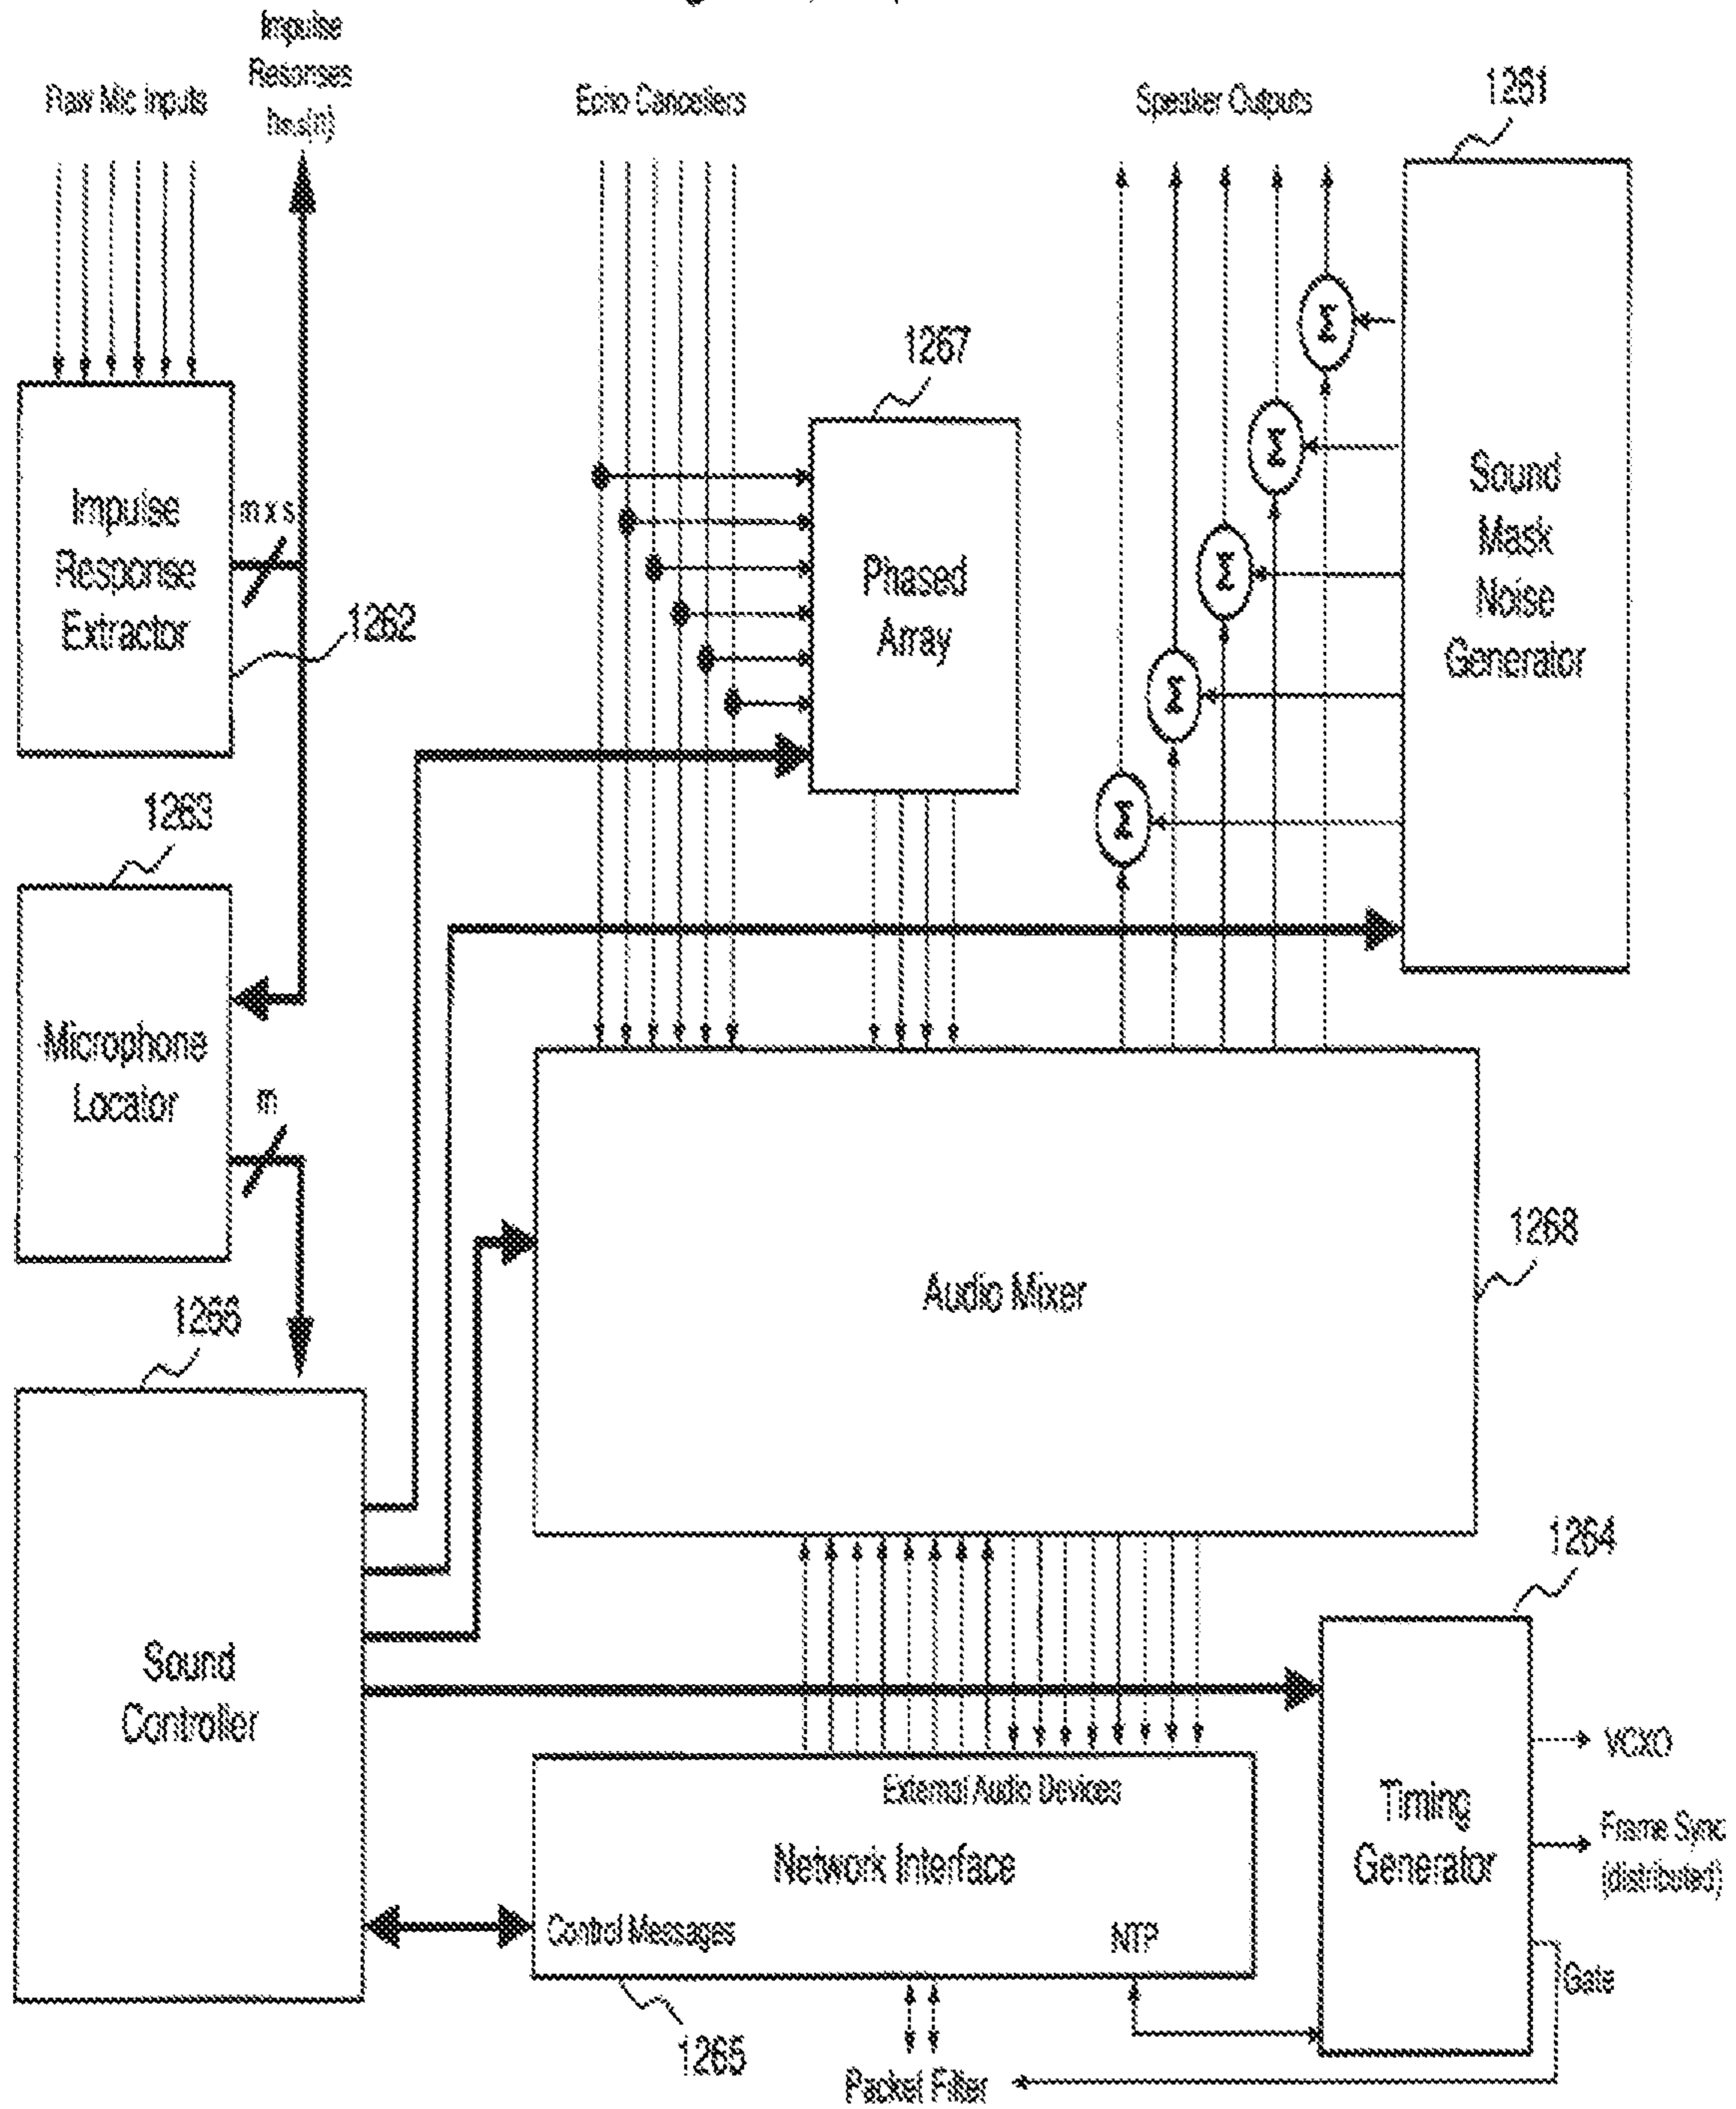 Impulse
Resonses
hm,s(n)
Raw Mic Inputs
Echo Cancellers
Speaker Outputs
1261
1267
Impulse
Response
Extractor
m x s
1262
Phased
Array
Σ
Σ
Σ
Σ
Σ
Sound
Mask
Noise
Generator
1263
Microphone
Locator
m
1266
Audio Mixer
1268
1264
Sound
Controller
External Audio Devices
Network Interface
Control Messages
NTP
1265
Packet Filter
Timing
Generator
VCXO
Frame Sync
(distributed)
Gate